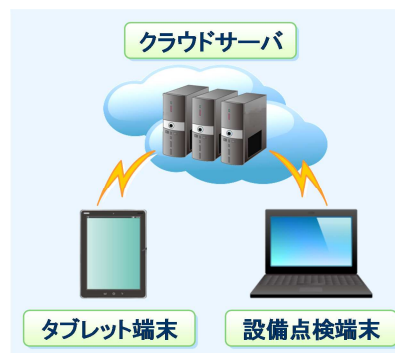 クラウドサーバ
タブレット端末
設備点検端末